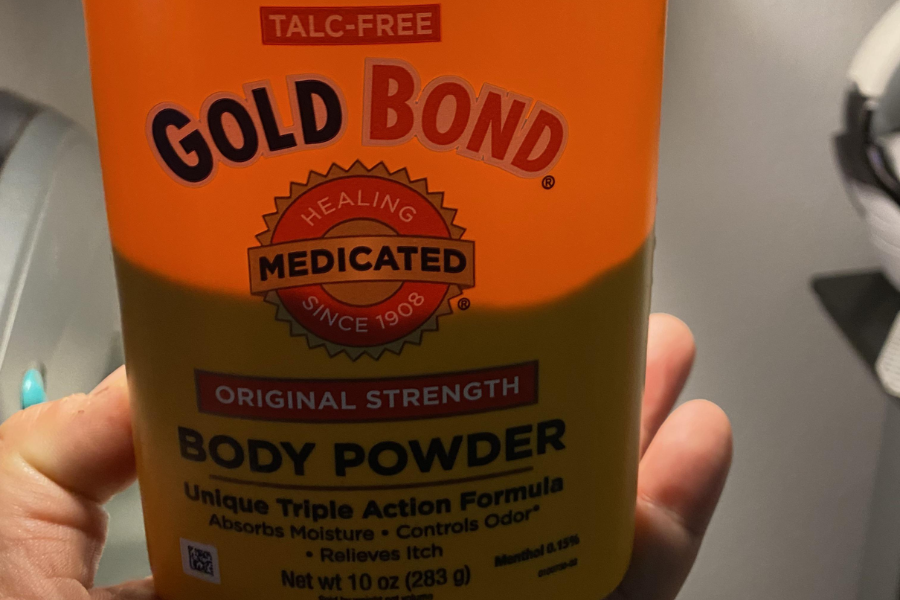 TALC-FREE
GOLD BOND®
HEALING
MEDICATED
SINCE 1908®
ORIGINAL STRENGTH
BODY POWDER
Unique Triple Action Formula
Absorbs Moisture • Controls Odor*
• Relieves Itch
Menthol 0.15%
Net wt 10 oz (283 g)